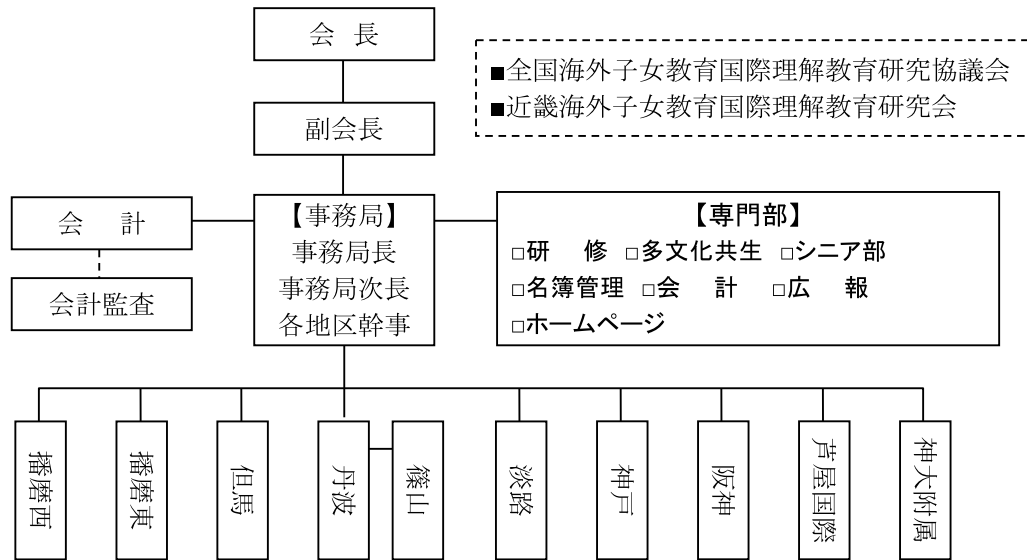 会 長
■全国海外子女教育国際理解教育研究協議会
■近畿海外子女教育国際理解教育研究会
副会長
会 計
会計監査
【事務局】
事務局長
事務局次長
各地区幹事
【専門部】
□研 修 □多文化共生 □シニア部
□名簿管理 □会 計 □広 報
□ホームページ
播磨西
播磨東
但馬
丹波
篠山
淡路
神戸
阪神
芦屋国際
神大附属